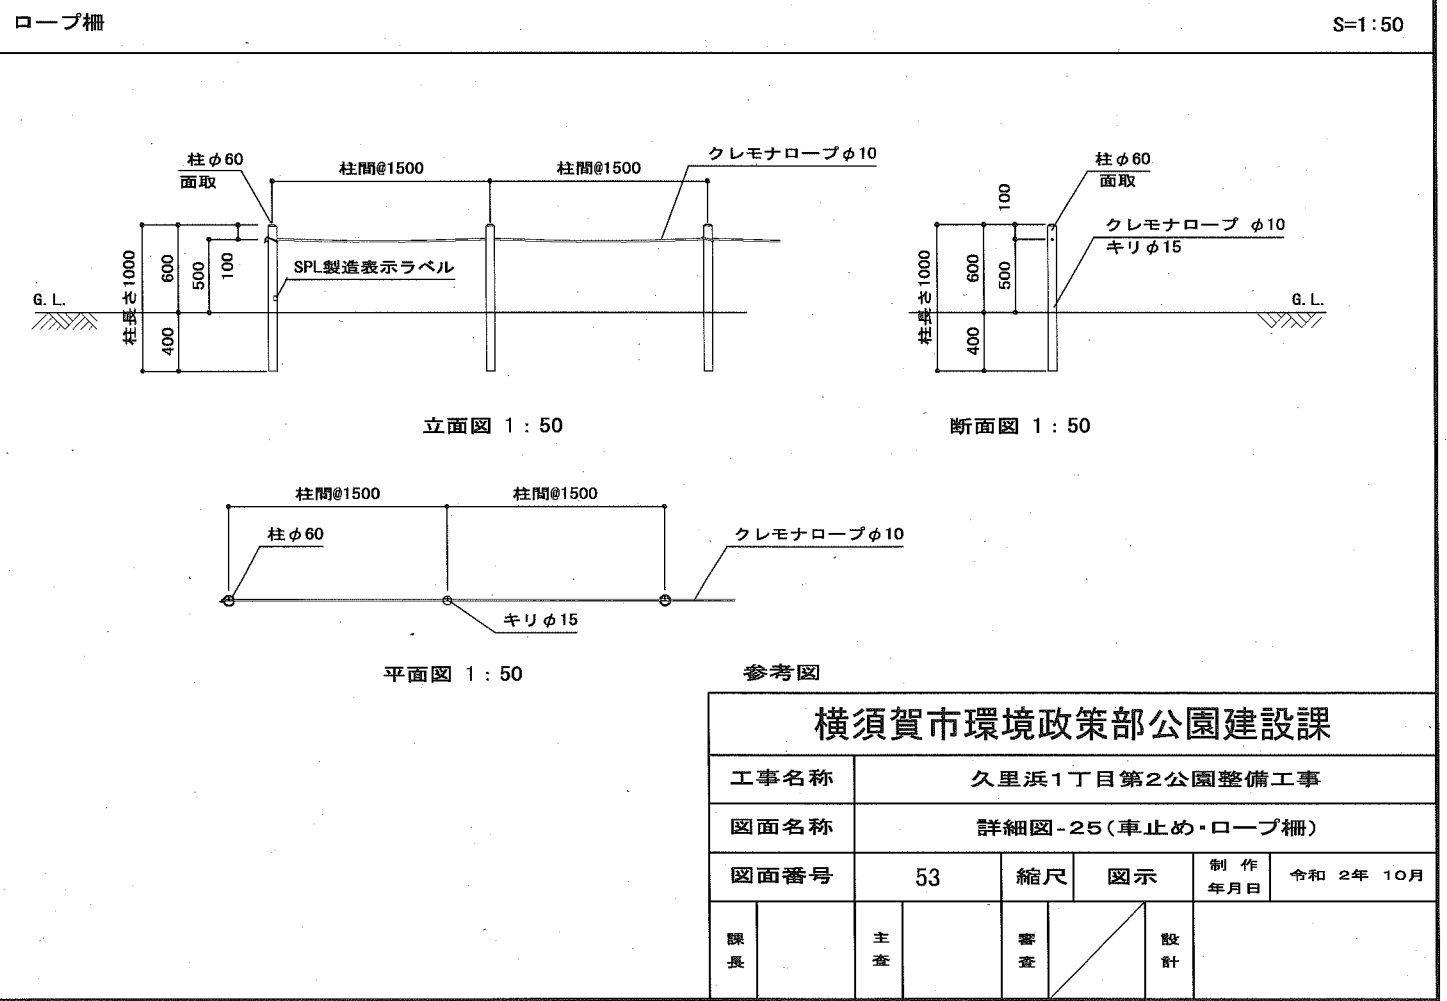 ロープ柵
S=1:50
柱φ60
面取
柱間@1500
柱間@1500
クレモナロープφ10
柱長さ1000
600
400
500
100
SPL製造表示ラベル
G.L.
立面図 1:50
柱φ60
面取
100
クレモナロープ φ10
キリφ15
柱長さ1000
600
400
500
G.L.
断面図 1:50
柱間@1500
柱間@1500
柱φ60
クレモナロープφ10
キリφ15
平面図 1:50
参考図
横須賀市環境政策部公園建設課
工事名称 久里浜1丁目第2公園整備工事
図面名称 詳細図-25(車止め・ロープ柵)
図面番号 53 縮尺 図示 制作年月日 令和 2年 10月
課長 主査 審査 設計